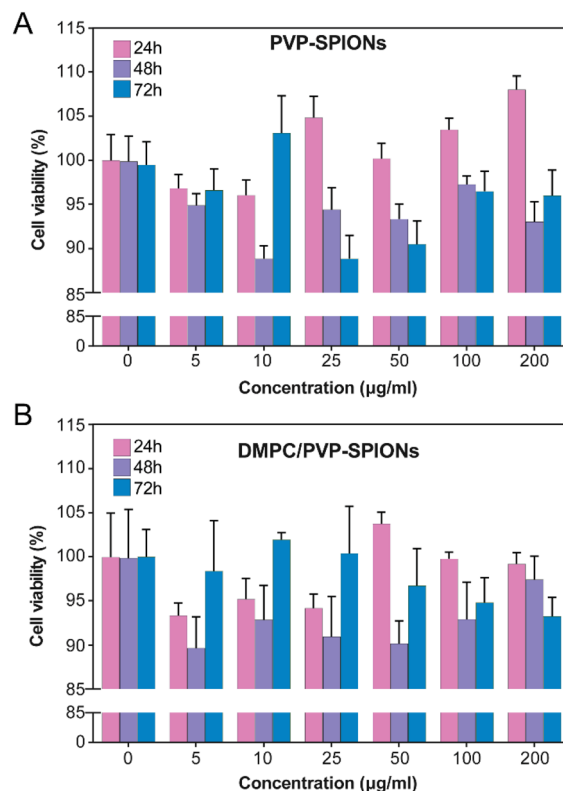 A
PVP-SPIONs
24h
48h
72h
Cell viability (%)
115
110
105
100
95
90
85
85
0
0 5 10 25 50 100 200
Concentration (µg/ml)
B
DMPC/PVP-SPIONs
24h
48h
72h
Cell viability (%)
115
110
105
100
95
90
85
85
0
0 5 10 25 50 100 200
Concentration (µg/ml)